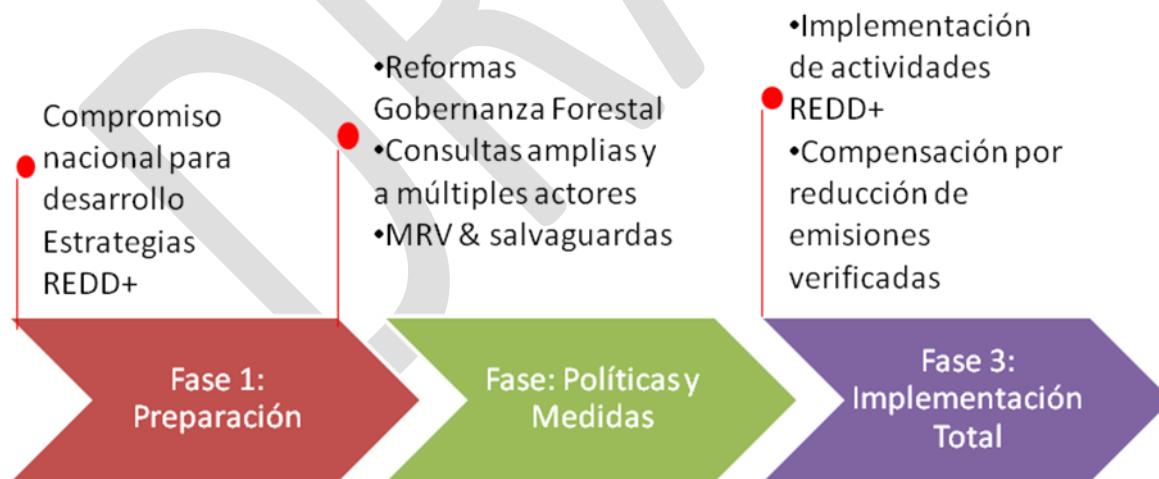 Compromiso
nacional para
desarrollo
Estrategias
REDD+
•Reformas
Gobernanza Forestal
•Consultas amplias y
a múltiples actores
•MRV & salvaguardas
•Implementación
de actividades
REDD+
•Compensación por
reducción de
emisiones
verificadas
Fase 1:
Preparación
Fase: Políticas y
Medidas
Fase 3:
Implementación
Total